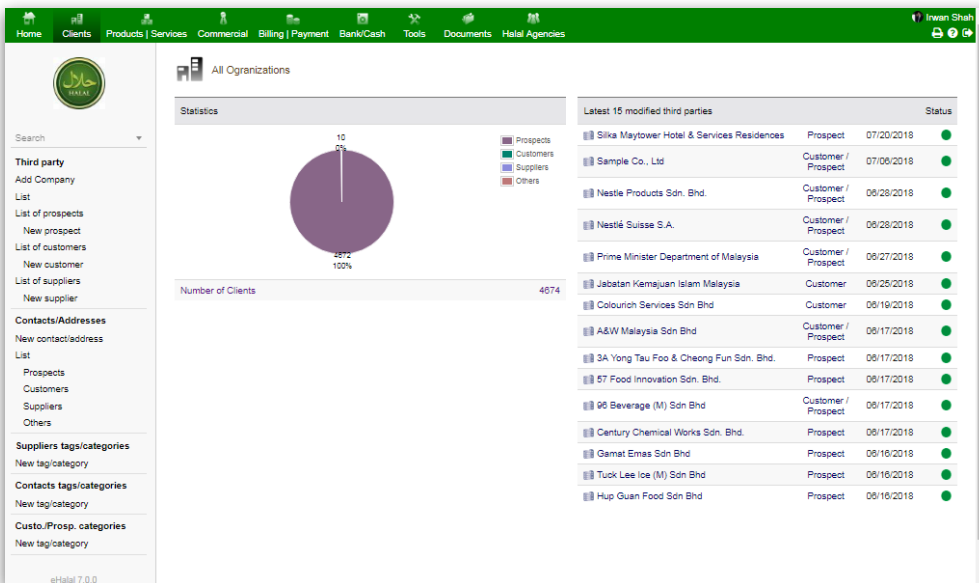 Home Clients Products | Services Commercial Billing | Payment Bank/Cash Tools Documents Halal Agencies
Irwan Shah
حلال
HALAL
Search
Third party
Add Company
List
List of prospects
New prospect
List of customers
New customer
List of suppliers
New supplier
Contacts/Addresses
New contact/address
List
Prospects
Customers
Suppliers
Others
Suppliers tags/categories
New tag/category
Contacts tags/categories
New tag/category
Custo./Prosp. categories
New tag/category
eHalal 7.0.0
All Ogranizations
Statistics
10
0%
4672
100%
Prospects
Customers
Suppliers
Others
Number of Clients 4674
Latest 15 modified third parties Status
Silka Maytower Hotel & Services Residences Prospect 07/20/2018
Sample Co., Ltd Customer / Prospect 07/06/2018
Nestle Products Sdn. Bhd. Customer / Prospect 06/28/2018
Nestlé Suisse S.A. Customer / Prospect 06/28/2018
Prime Minister Department of Malaysia Customer / Prospect 06/27/2018
Jabatan Kemajuan Islam Malaysia Customer 06/25/2018
Colourich Services Sdn Bhd Customer 06/19/2018
A&W Malaysia Sdn Bhd Customer / Prospect 06/17/2018
3A Yong Tau Foo & Cheong Fun Sdn. Bhd. Prospect 06/17/2018
57 Food Innovation Sdn. Bhd. Prospect 06/17/2018
96 Beverage (M) Sdn Bhd Customer / Prospect 06/17/2018
Century Chemical Works Sdn. Bhd. Prospect 06/17/2018
Gamat Emas Sdn Bhd Prospect 06/16/2018
Tuck Lee Ice (M) Sdn Bhd Prospect 06/16/2018
Hup Guan Food Sdn Bhd Prospect 06/16/2018